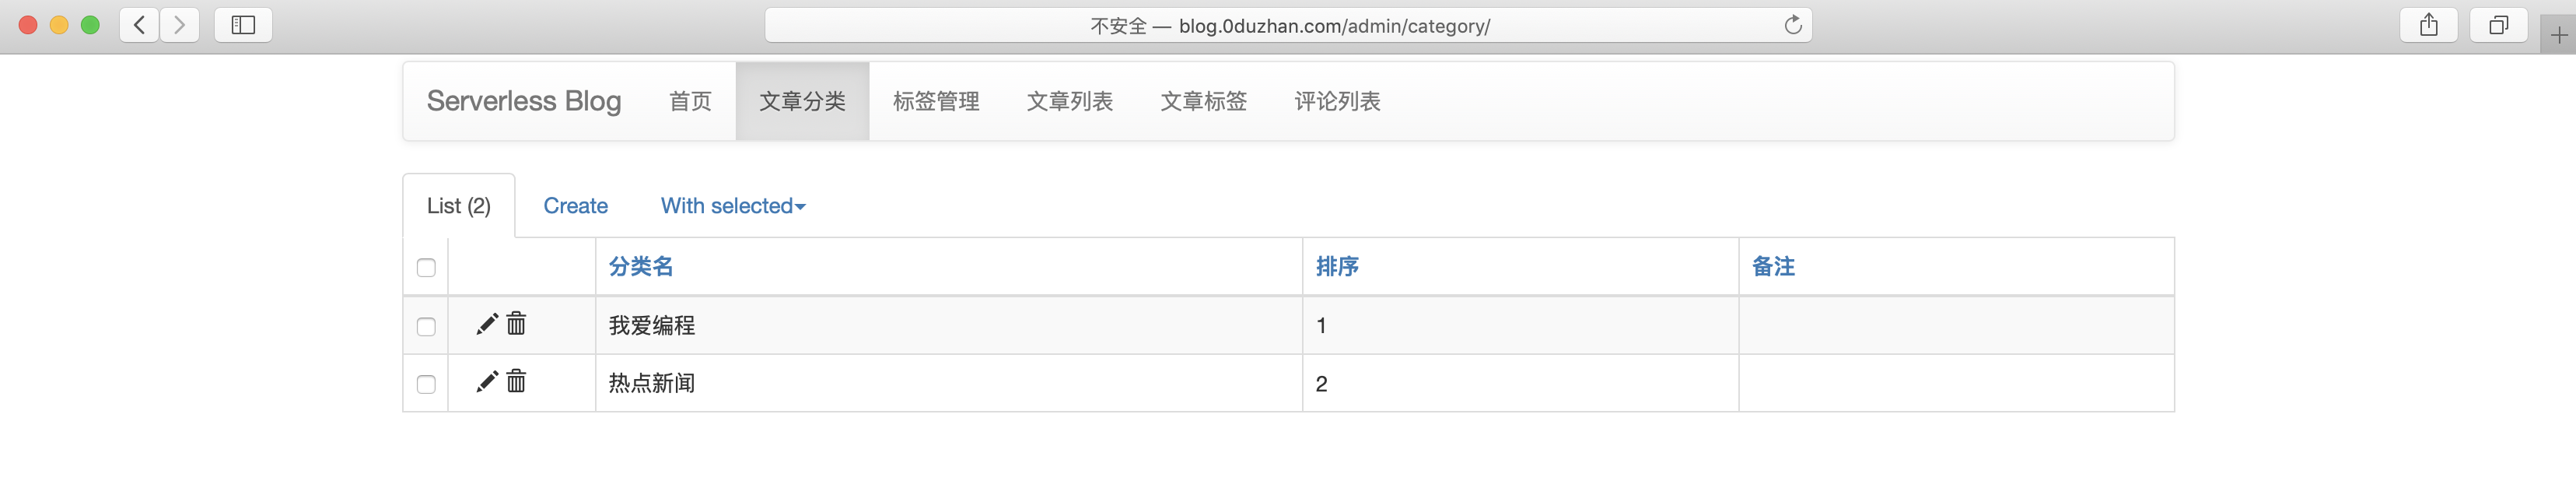 不安全 — blog.0duzhan.com/admin/category/
Serverless Blog 首页 文章分类 标签管理 文章列表 文章标签 评论列表
List (2) Create With selected
分类名 排序 备注
我爱编程 1
热点新闻 2